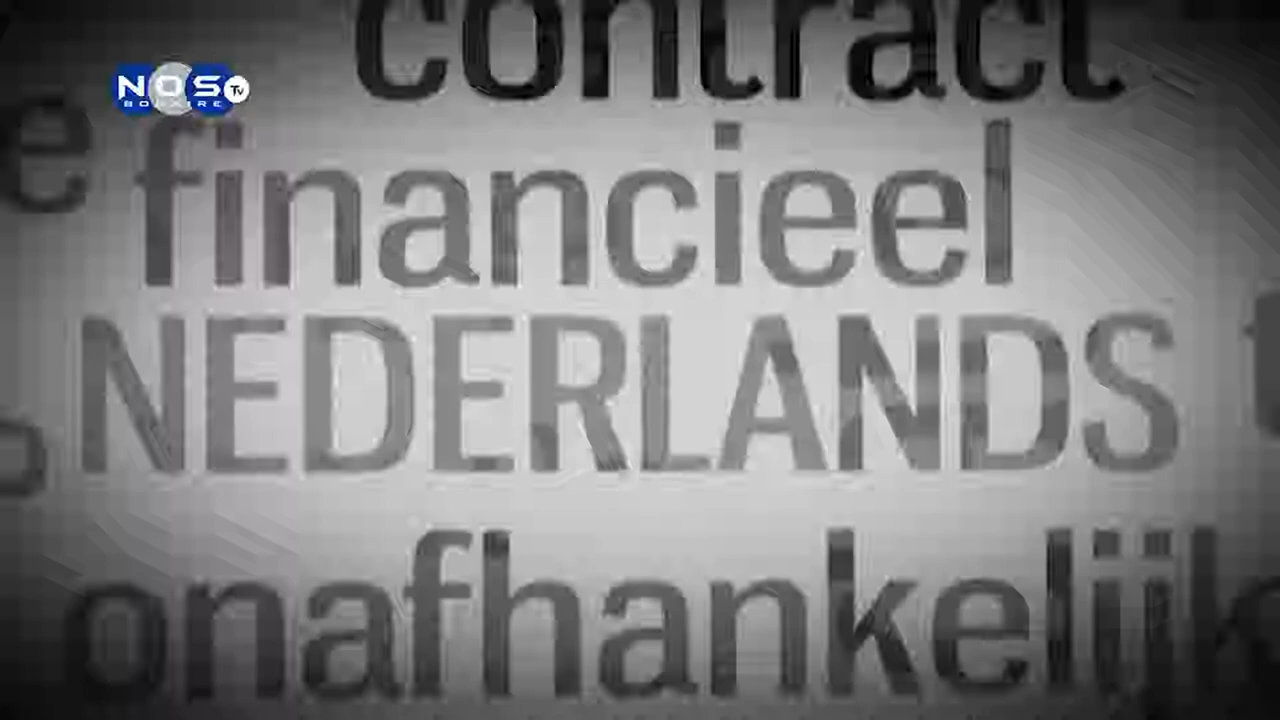 contract
NOS TV
BONAIRE
financieel
NEDERLANDS
onafhankelijk